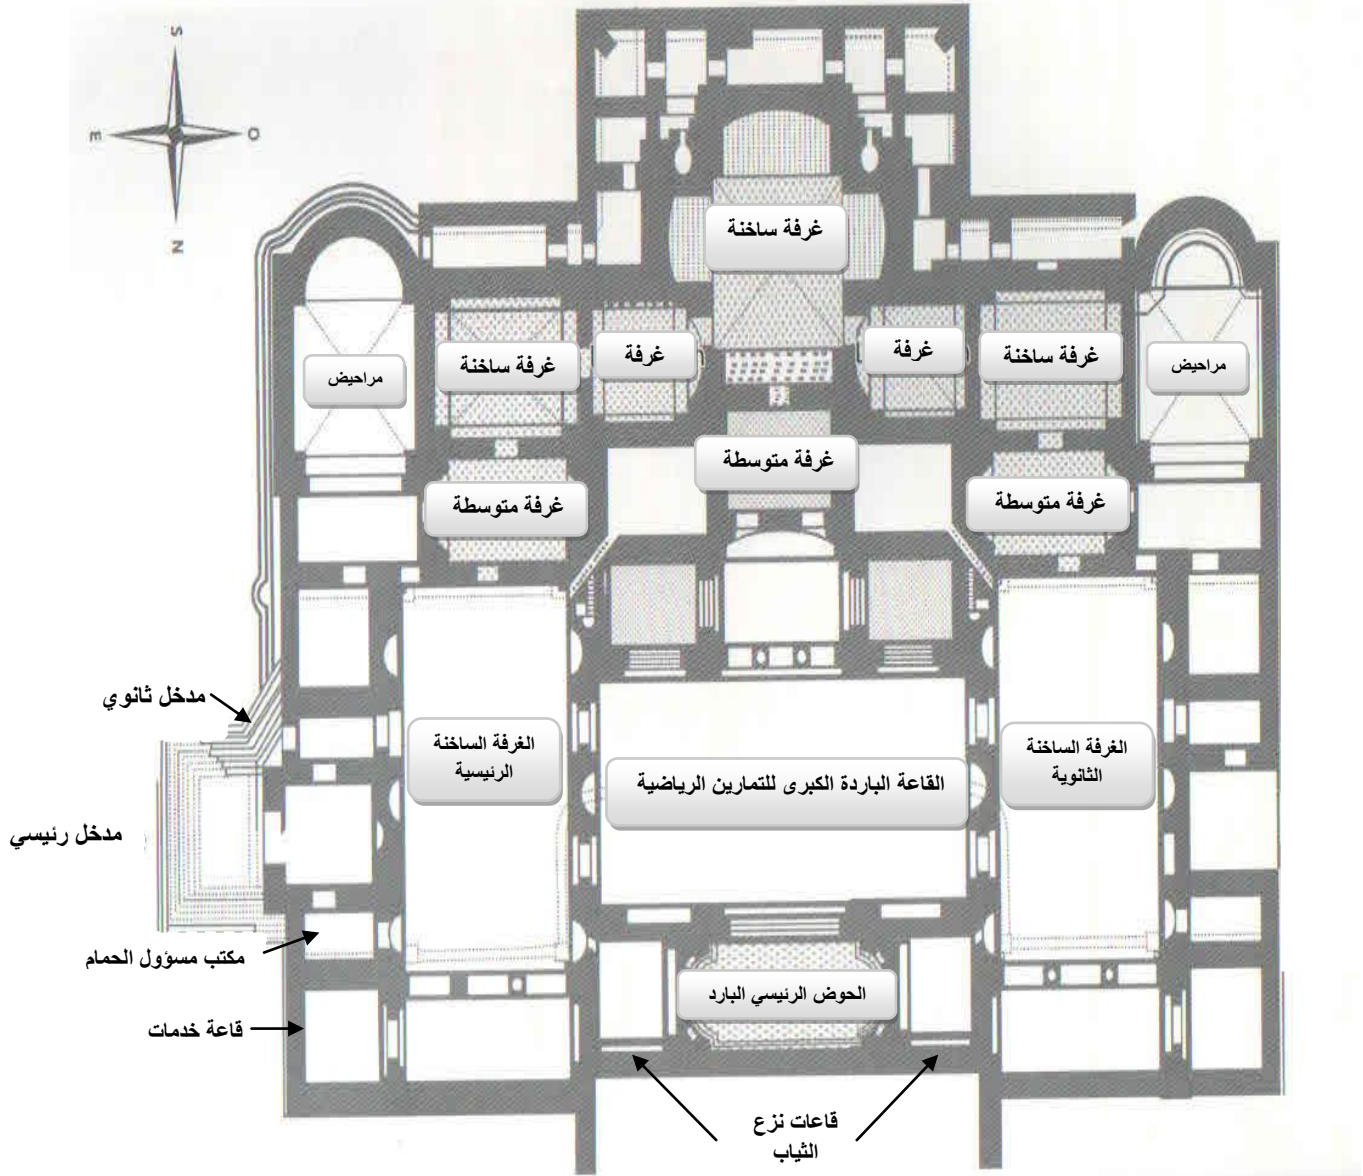 S
E
O
N
غرفة ساخنة
مراحيض
غرفة ساخنة
غرفة
غرفة
غرفة ساخنة
مراحيض
غرفة متوسطة
غرفة متوسطة
غرفة متوسطة
مدخل ثانوي
الغرفة الساخنة
الرئيسية
القاعة الباردة الكبرى للتمارين الرياضية
الغرفة الساخنة
الثانوية
مدخل رئيسي
مكتب مسؤول الحمام
الحوض الرئيسي البارد
قاعة خدمات
قاعات نزع
الثياب